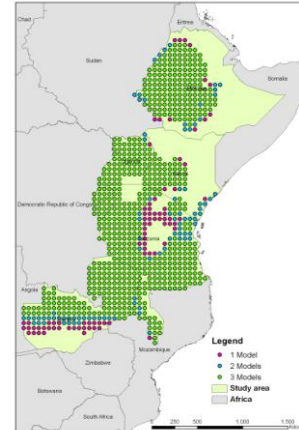 Chad
Eritrea
Sudan
Somalia
Democratic Republic of Congo
Angola
Mozambique
Zimbabwe
Botswana
South Africa
Legend
1 Model
2 Models
3 Models
Study area
Africa
0 250 500 1.000 1.500